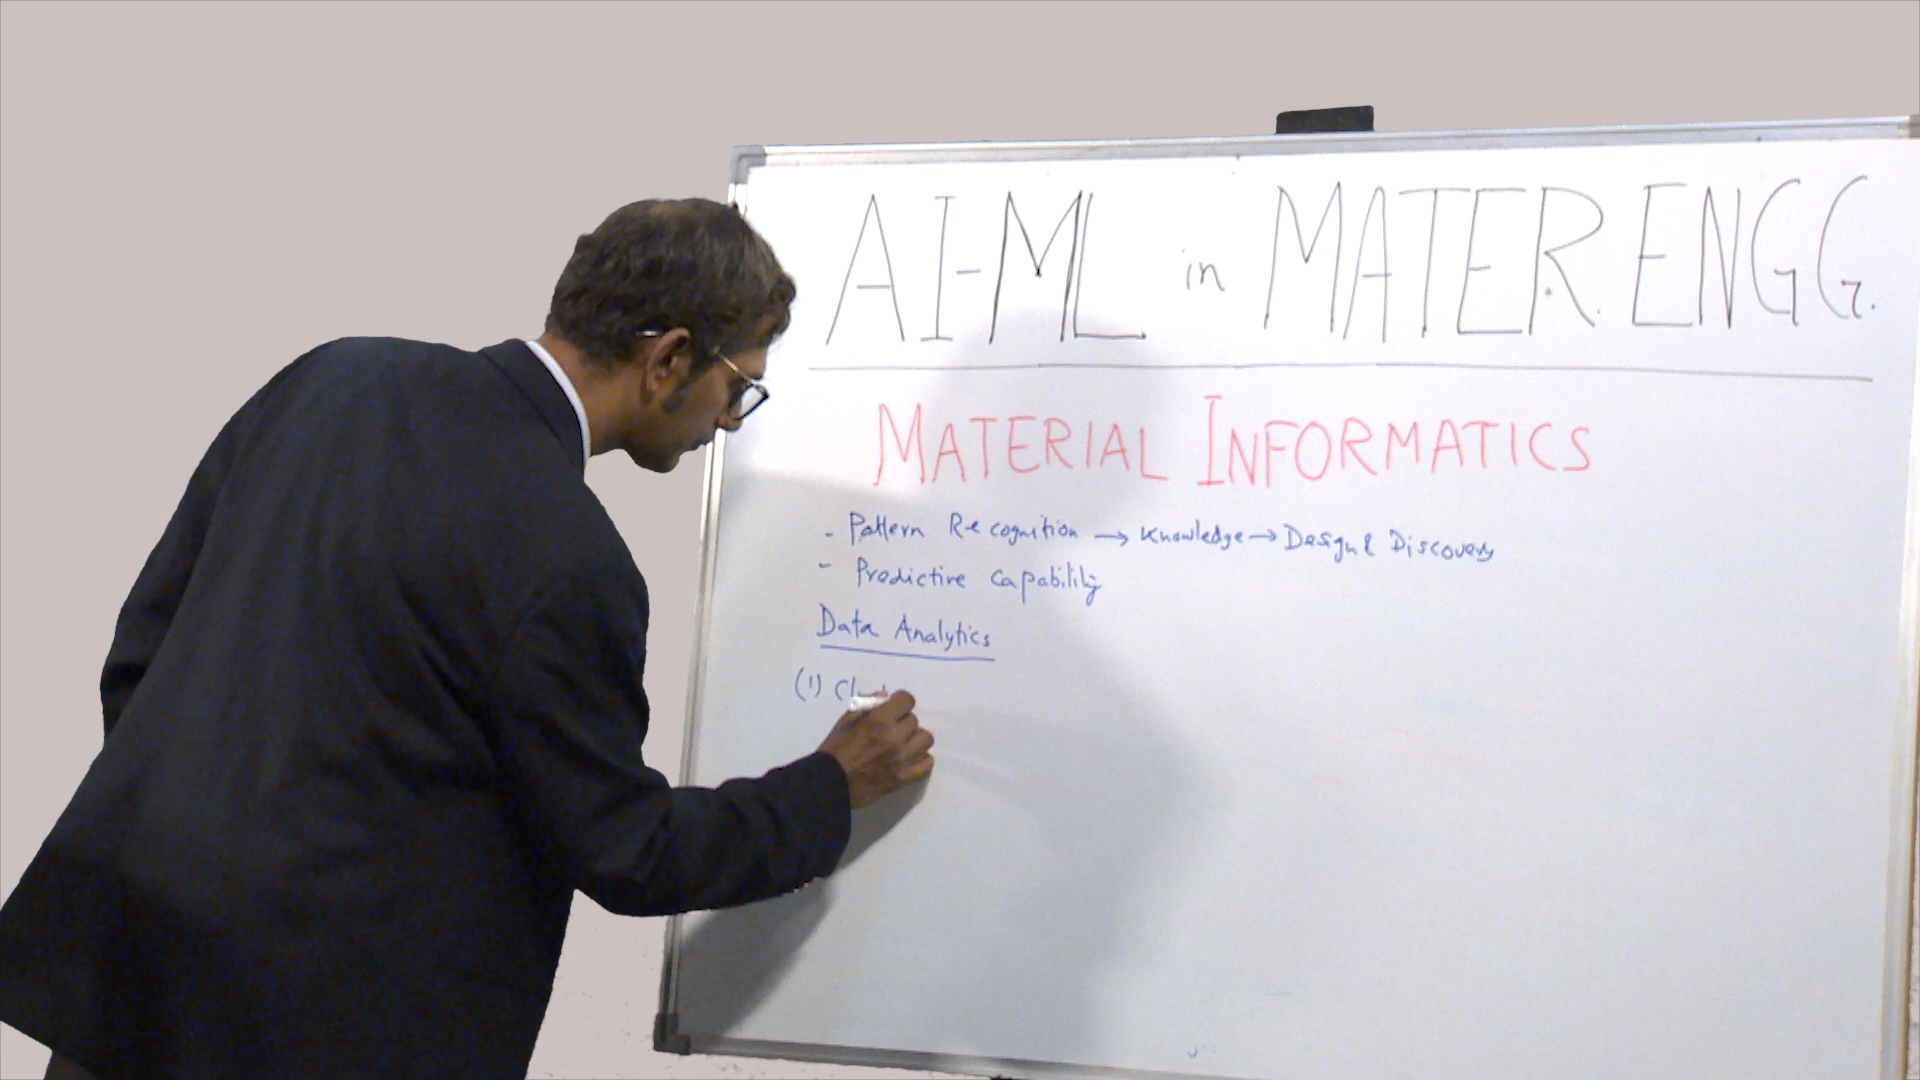 AI-ML in MATER. ENGG.
MATERIAL INFORMATICS
- Pattern Recognition → Knowledge → Design & Discovery
- Predictive Capability
Data Analytics
(1)